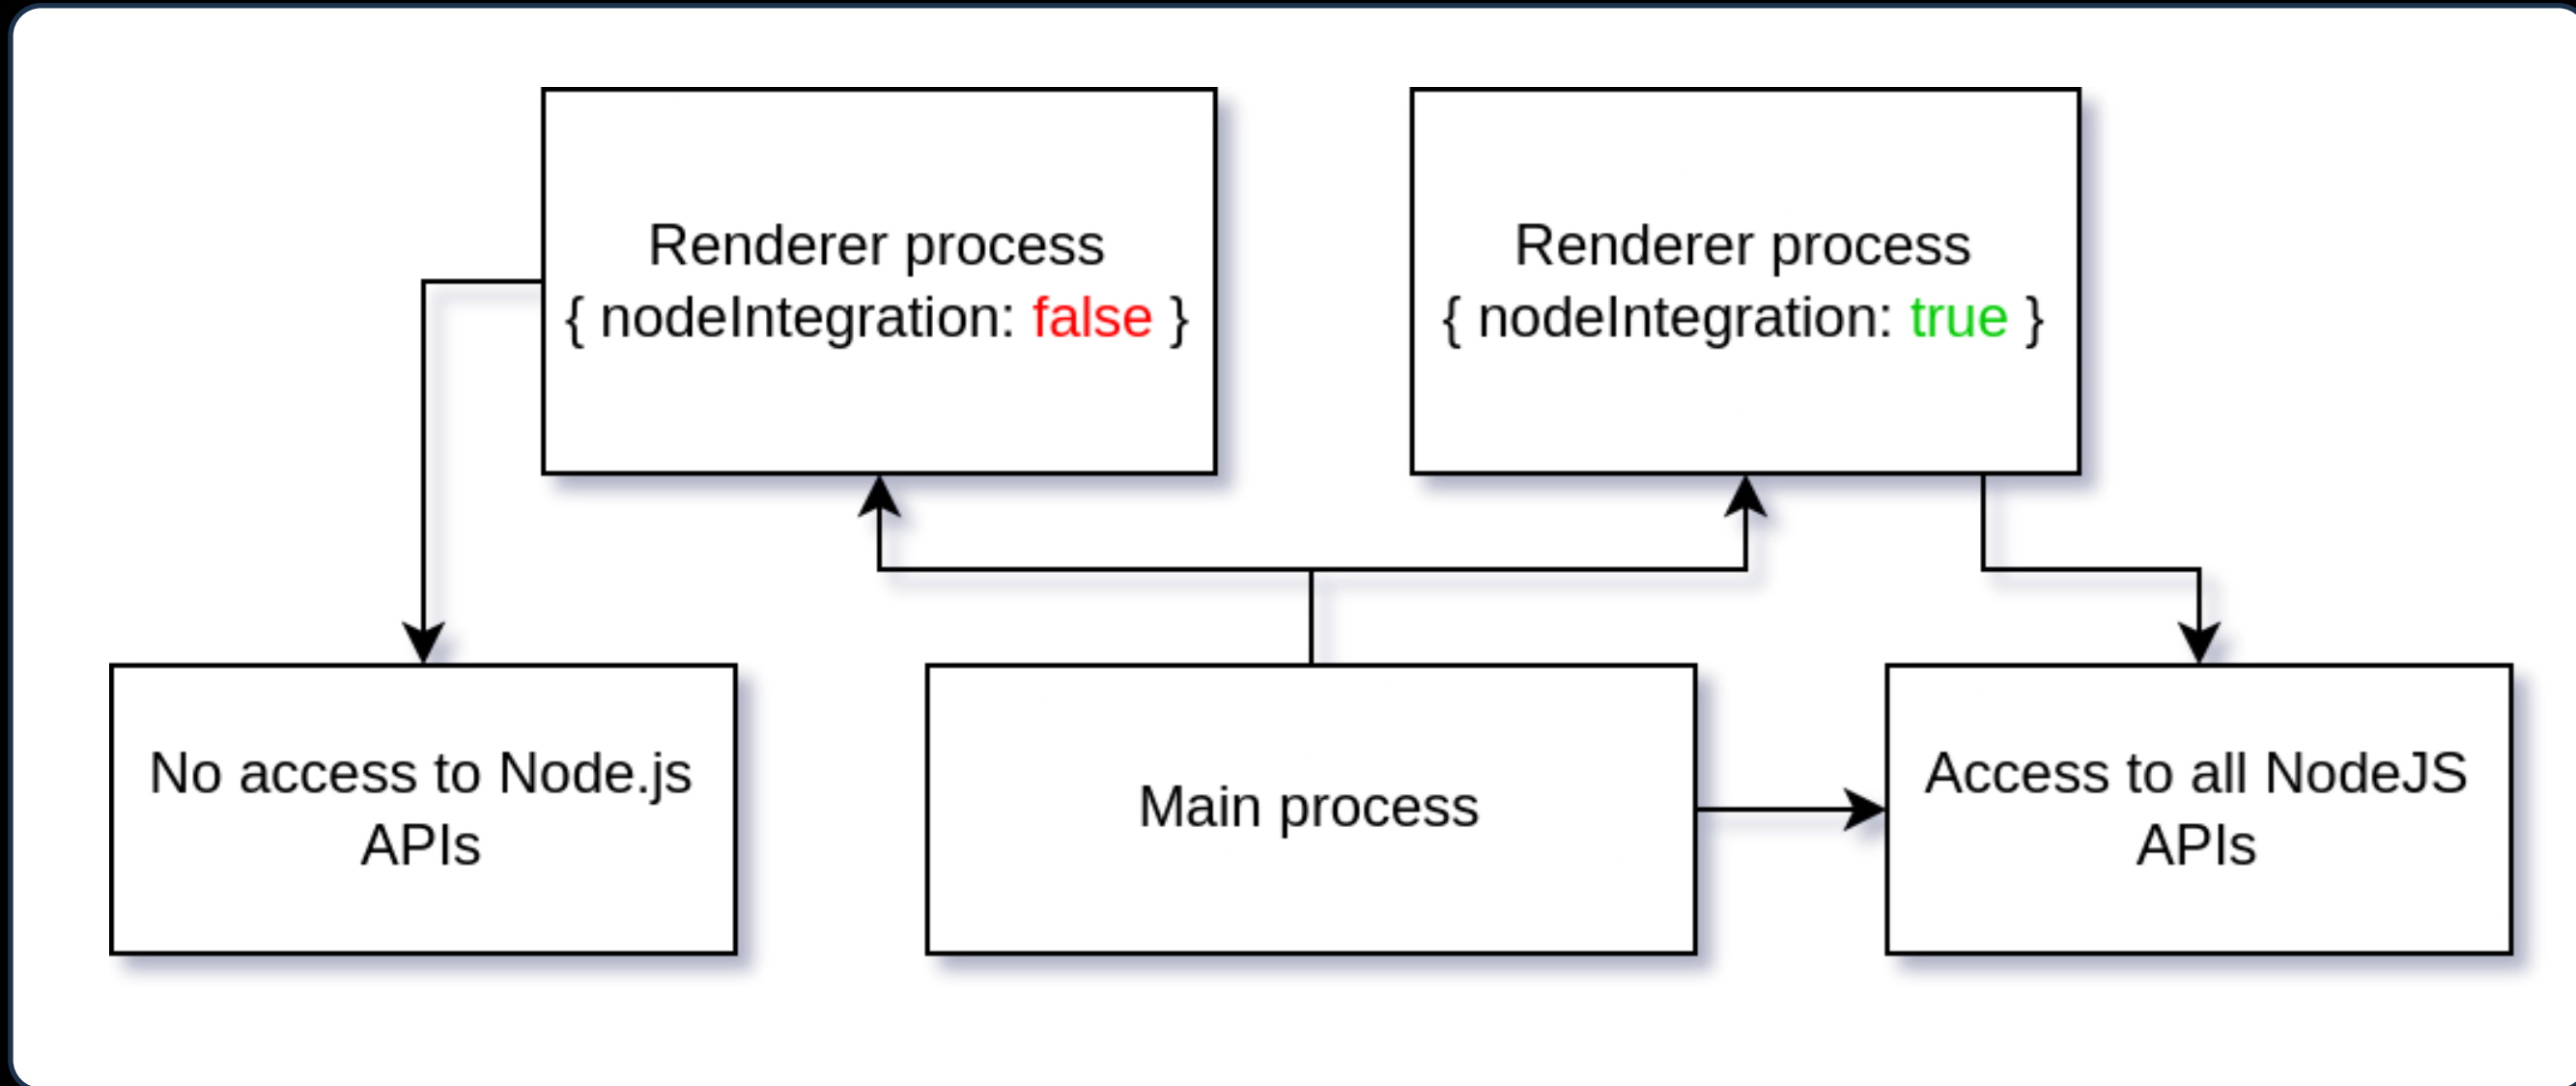 Renderer process
{ nodeIntegration: false }
Renderer process
{ nodeIntegration: true }
No access to Node.js
APIs
Main process
Access to all NodeJS
APIs